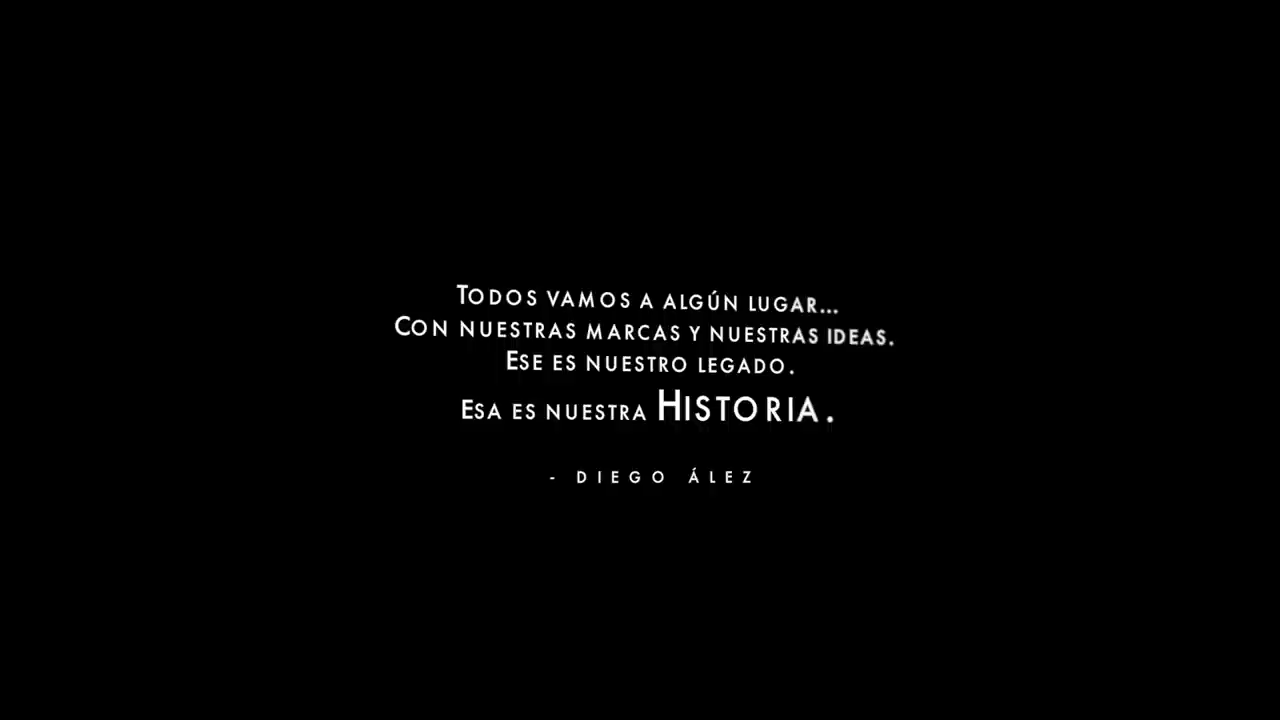 Todos vamos a algún lugar...
Con nuestras marcas y nuestras ideas.
Ese es nuestro legado.
Esa es nuestra Historia.
- DIEGO ÁLEZ